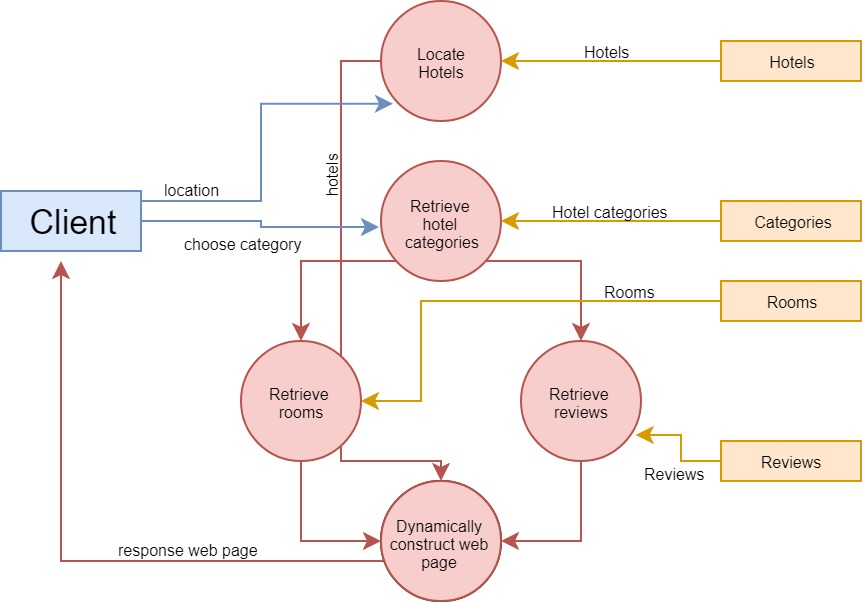 Locate
Hotels
Hotels
Hotels
hotels
location
Client
choose category
Retrieve
hotel
categories
Hotel categories
Categories
Rooms
Rooms
Retrieve
rooms
Retrieve
reviews
Reviews
Reviews
Dynamically
construct web
page
response web page